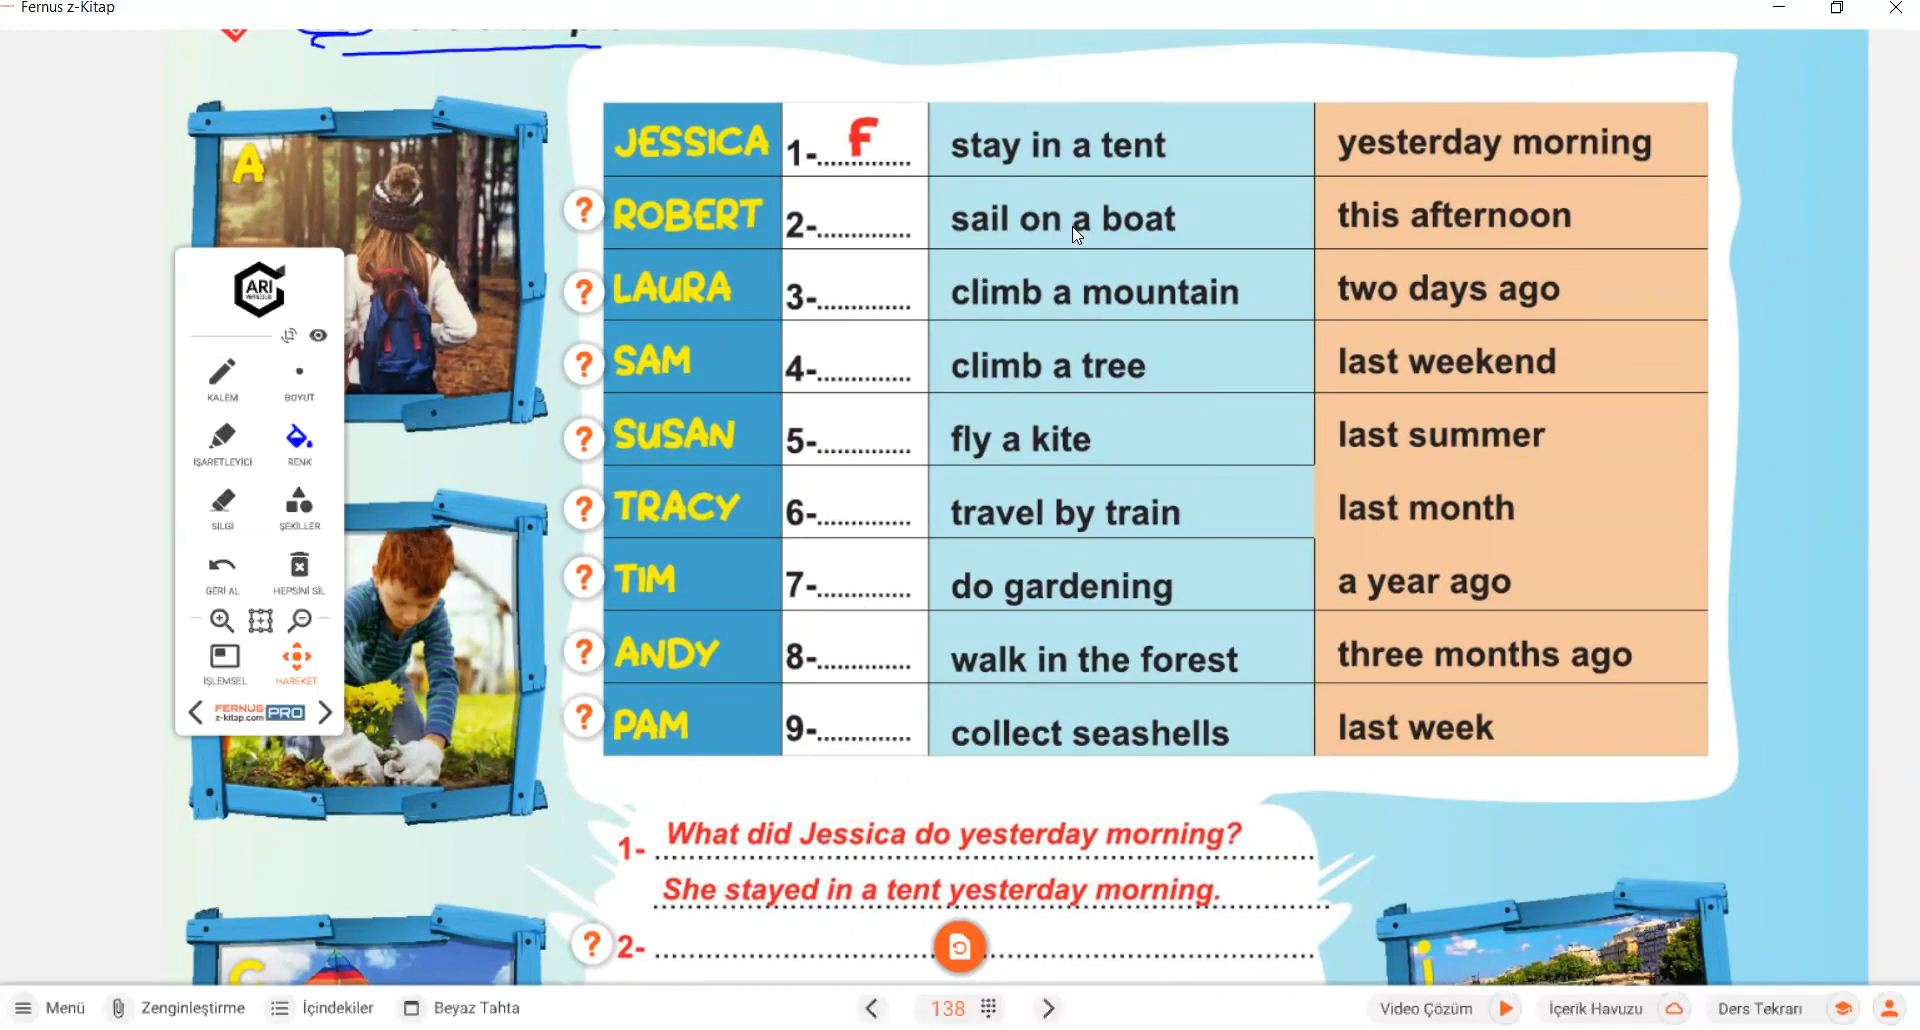 Fernus z-Kitap
A
JESSICA 1-............ F stay in a tent yesterday morning
? ROBERT 2-............ sail on a boat this afternoon
? LAURA 3-............ climb a mountain two days ago
? SAM 4-............ climb a tree last weekend
? SUSAN 5-............ fly a kite last summer
? TRACY 6-............ travel by train last month
? TIM 7-............ do gardening a year ago
? ANDY 8-............ walk in the forest three months ago
? PAM 9-............ collect seashells last week
ARI
KALEM BOYUT
İŞARETLEYİCİ RENK
SİLGİ ŞEKİLLER
GERİ AL HEPSİNİ SİL
İŞLEMSEL HAREKET
FERNUS
z-kitap.com PRO
1- What did Jessica do yesterday morning?
She stayed in a tent yesterday morning.
? 2-
C
i
Menü Zenginleştirme İçindekiler Beyaz Tahta 138 Video Çözüm İçerik Havuzu Ders Tekrarı